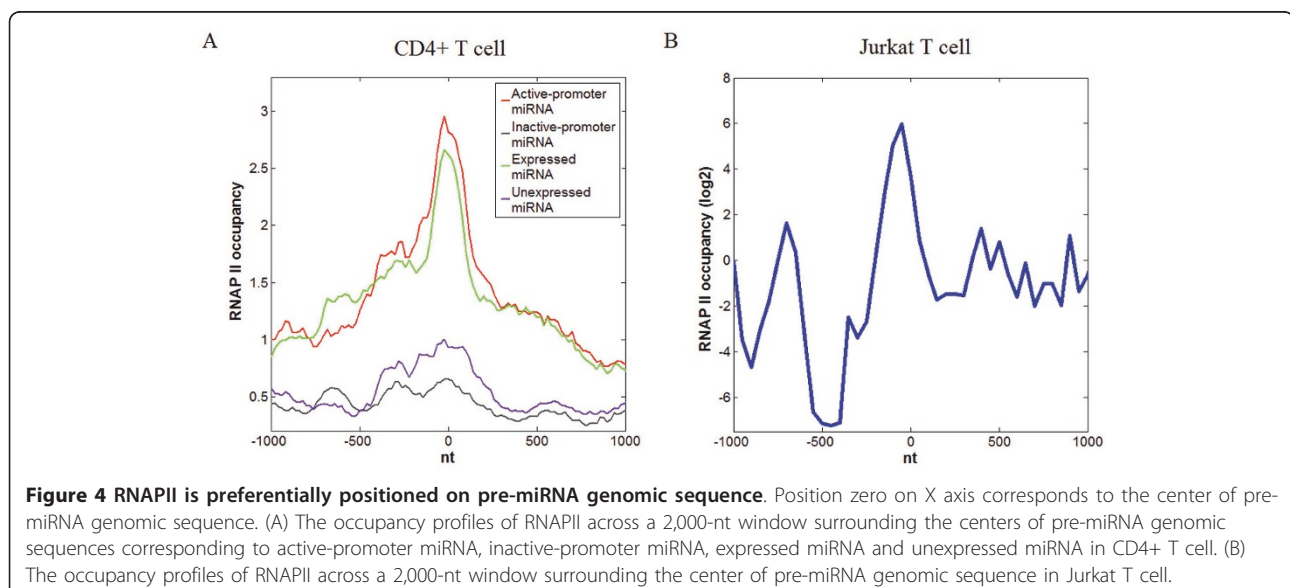 A
CD4+ T cell
RNAP II occupancy
3
2.5
2
1.5
1
0.5
-1000
-500
0
500
1000
nt
Active-promoter
miRNA
Inactive-promoter
miRNA
Expressed
miRNA
Unexpressed
miRNA
B
Jurkat T cell
RNAP II occupancy (log2)
8
6
4
2
0
-2
-4
-6
-1000
-500
0
500
1000
nt
Figure 4 RNAPII is preferentially positioned on pre-miRNA genomic sequence. Position zero on X axis corresponds to the center of pre-
miRNA genomic sequence. (A) The occupancy profiles of RNAPII across a 2,000-nt window surrounding the centers of pre-miRNA genomic
sequences corresponding to active-promoter miRNA, inactive-promoter miRNA, expressed miRNA and unexpressed miRNA in CD4+ T cell. (B)
The occupancy profiles of RNAPII across a 2,000-nt window surrounding the center of pre-miRNA genomic sequence in Jurkat T cell.